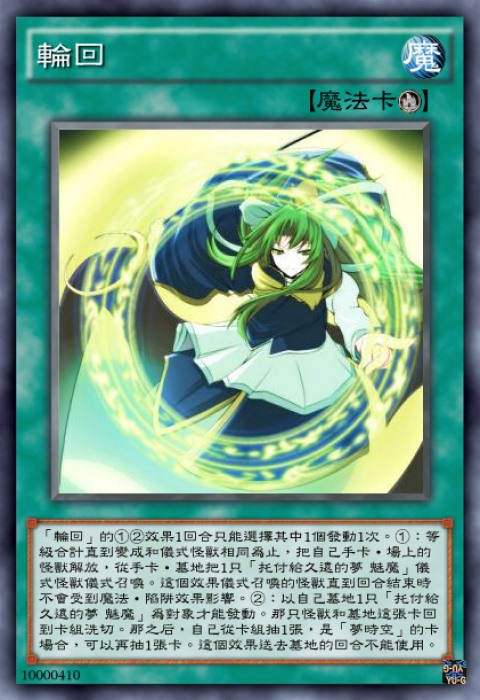 輪回
魔
【魔法卡】
「輪回」的①②效果1回合只能選擇其中1個發動1次。①：等
級合計直到變成和儀式怪獸相同為止，把自己手卡・場上的
怪獸解放，從手卡・墓地把1只「托付給久遠的夢 魅魔」儀
式怪獸儀式召喚。這個效果儀式召喚的怪獸直到回合結束時
不會受到魔法・陷阱效果影響。②：以自己墓地1只「托付給
久遠的夢 魅魔」為對象才能發動。那只怪獸和墓地這張卡回
到卡組洗切。那之后，自己從卡組抽1張，是「夢時空」的卡
場合，可以再抽1張卡。這個效果送去墓地的回合不能使用。
10000410